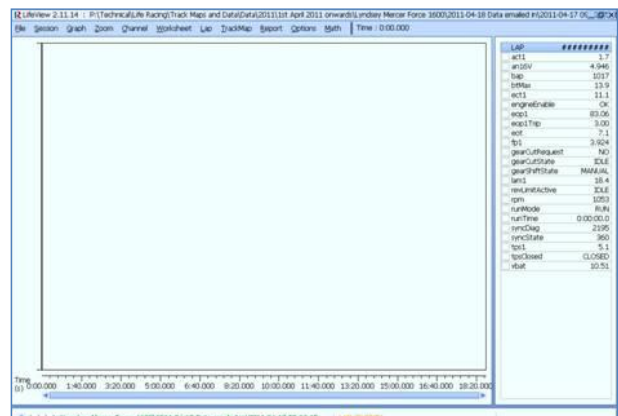 LifeView 2.11.14 : P:\Technical\Life Racing\Track Maps and Data\Data\2011\1st April 2011 onwards\Lyndsey Mercer Force 1600\2011-04-18 Data emailed in\2011-04-17
File Session Graph Zoom Channel Worksheet Lap TrackMap Report Options Math Time : 0:00.000
LAP #########
act1 1.7
an16V 4.946
bap 1017
btMax 13.9
ect1 11.1
engineEnable OK
eop1 83.06
eop1Trip 3.00
eot 7.1
fp1 3.924
gearCutRequest NO
gearCutState IDLE
gearShiftState MANUAL
lam1 18.4
revLimitActive IDLE
rpm 1053
runMode RUN
runTime 0:00:00.0
syncDiag 2195
syncState 360
tps1 5.1
tpsClosed CLOSED
vbat 10.51
Time (s) 0:00.000 1:40.000 3:20.000 5:00.000 6:40.000 8:20.000 10:00.000 11:40.000 13:20.000 15:00.000 16:40.000 18:20.000